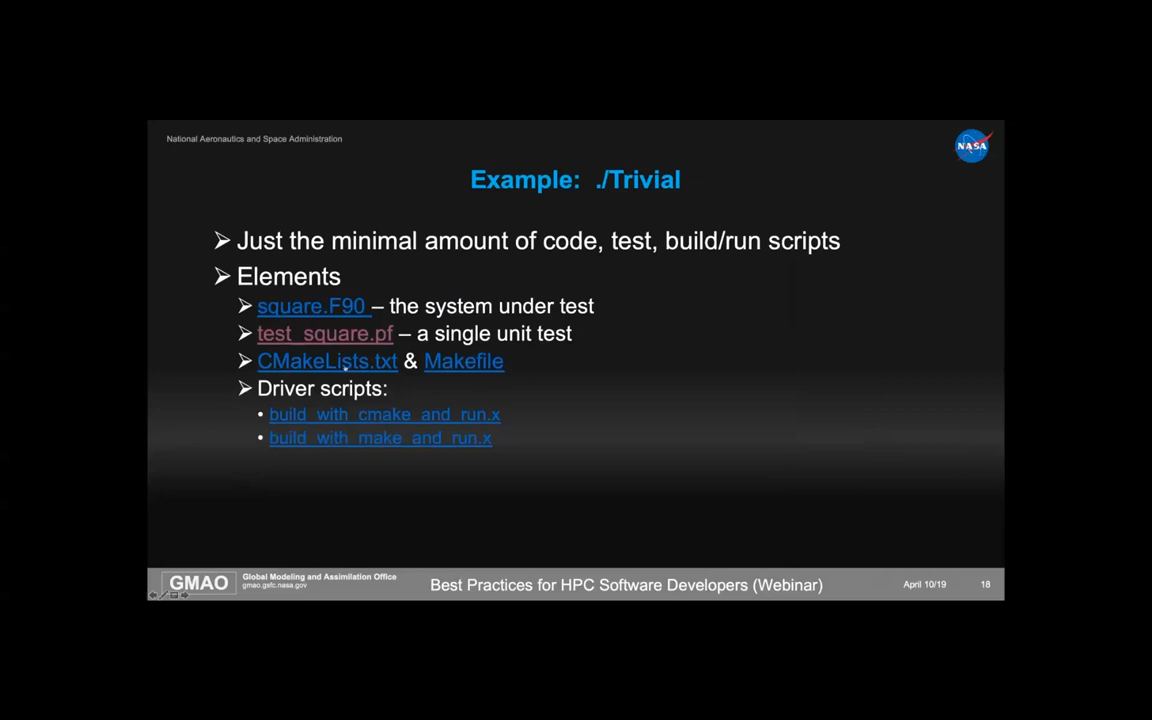 National Aeronautics and Space Administration
NASA
Example: ./Trivial
➢ Just the minimal amount of code, test, build/run scripts
➢ Elements
➢ square.F90 – the system under test
➢ test_square.pf – a single unit test
➢ CMakeLists.txt & Makefile
➢ Driver scripts:
• build_with_cmake_and_run.x
• build_with_make_and_run.x
GMAO
Global Modeling and Assimilation Office
gmao.gsfc.nasa.gov
Best Practices for HPC Software Developers (Webinar)
April 10/19
18